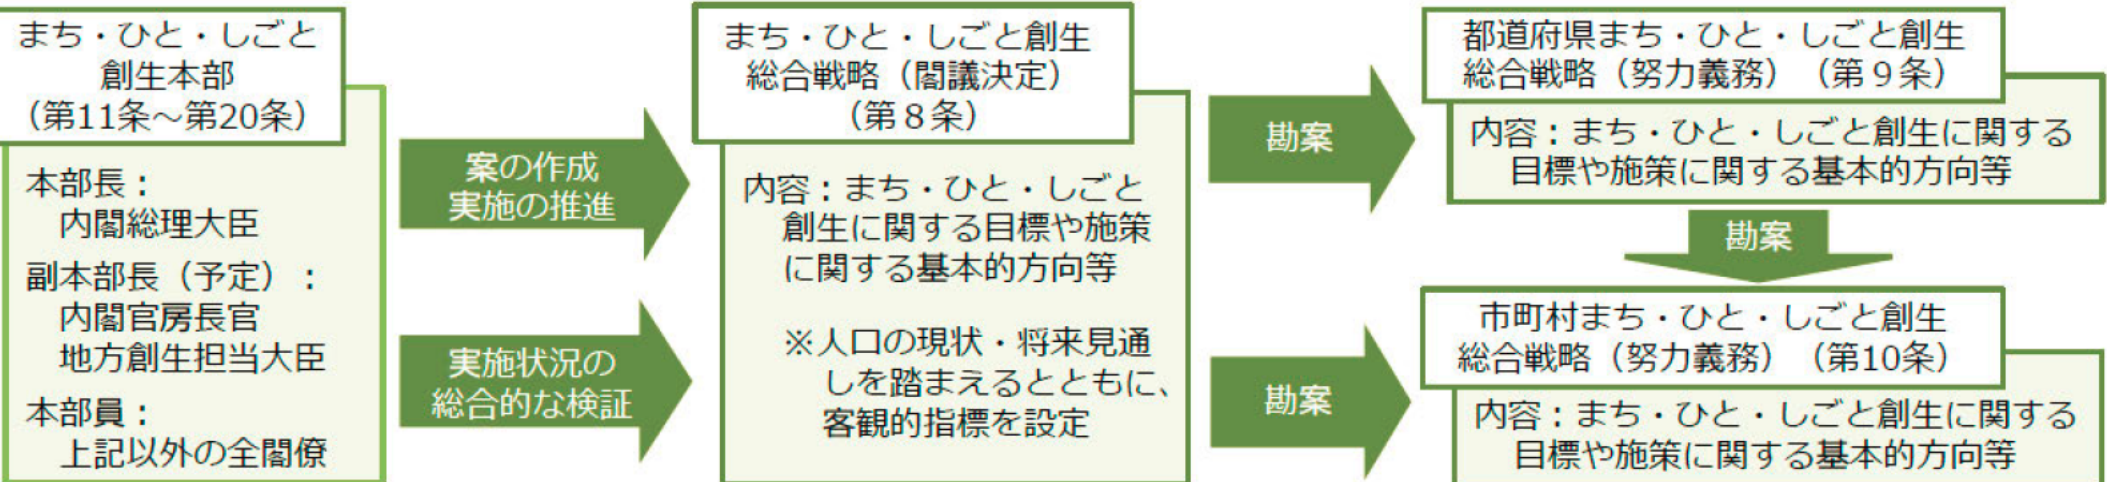 まち・ひと・しごと
創生本部
（第11条～第20条）
本部長：
内閣総理大臣
副本部長（予定）：
内閣官房長官
地方創生担当大臣
本部員：
上記以外の全閣僚
案の作成
実施の推進
実施状況の
総合的な検証
まち・ひと・しごと創生
総合戦略（閣議決定）
（第８条）
内容：まち・ひと・しごと
創生に関する目標や施策
に関する基本的方向等
※人口の現状・将来見通
しを踏まえるとともに、
客観的指標を設定
勘案
勘案
都道府県まち・ひと・しごと創生
総合戦略（努力義務）（第９条）
内容：まち・ひと・しごと創生に関する
目標や施策に関する基本的方向等
勘案
市町村まち・ひと・しごと創生
総合戦略（努力義務）（第10条）
内容：まち・ひと・しごと創生に関する
目標や施策に関する基本的方向等